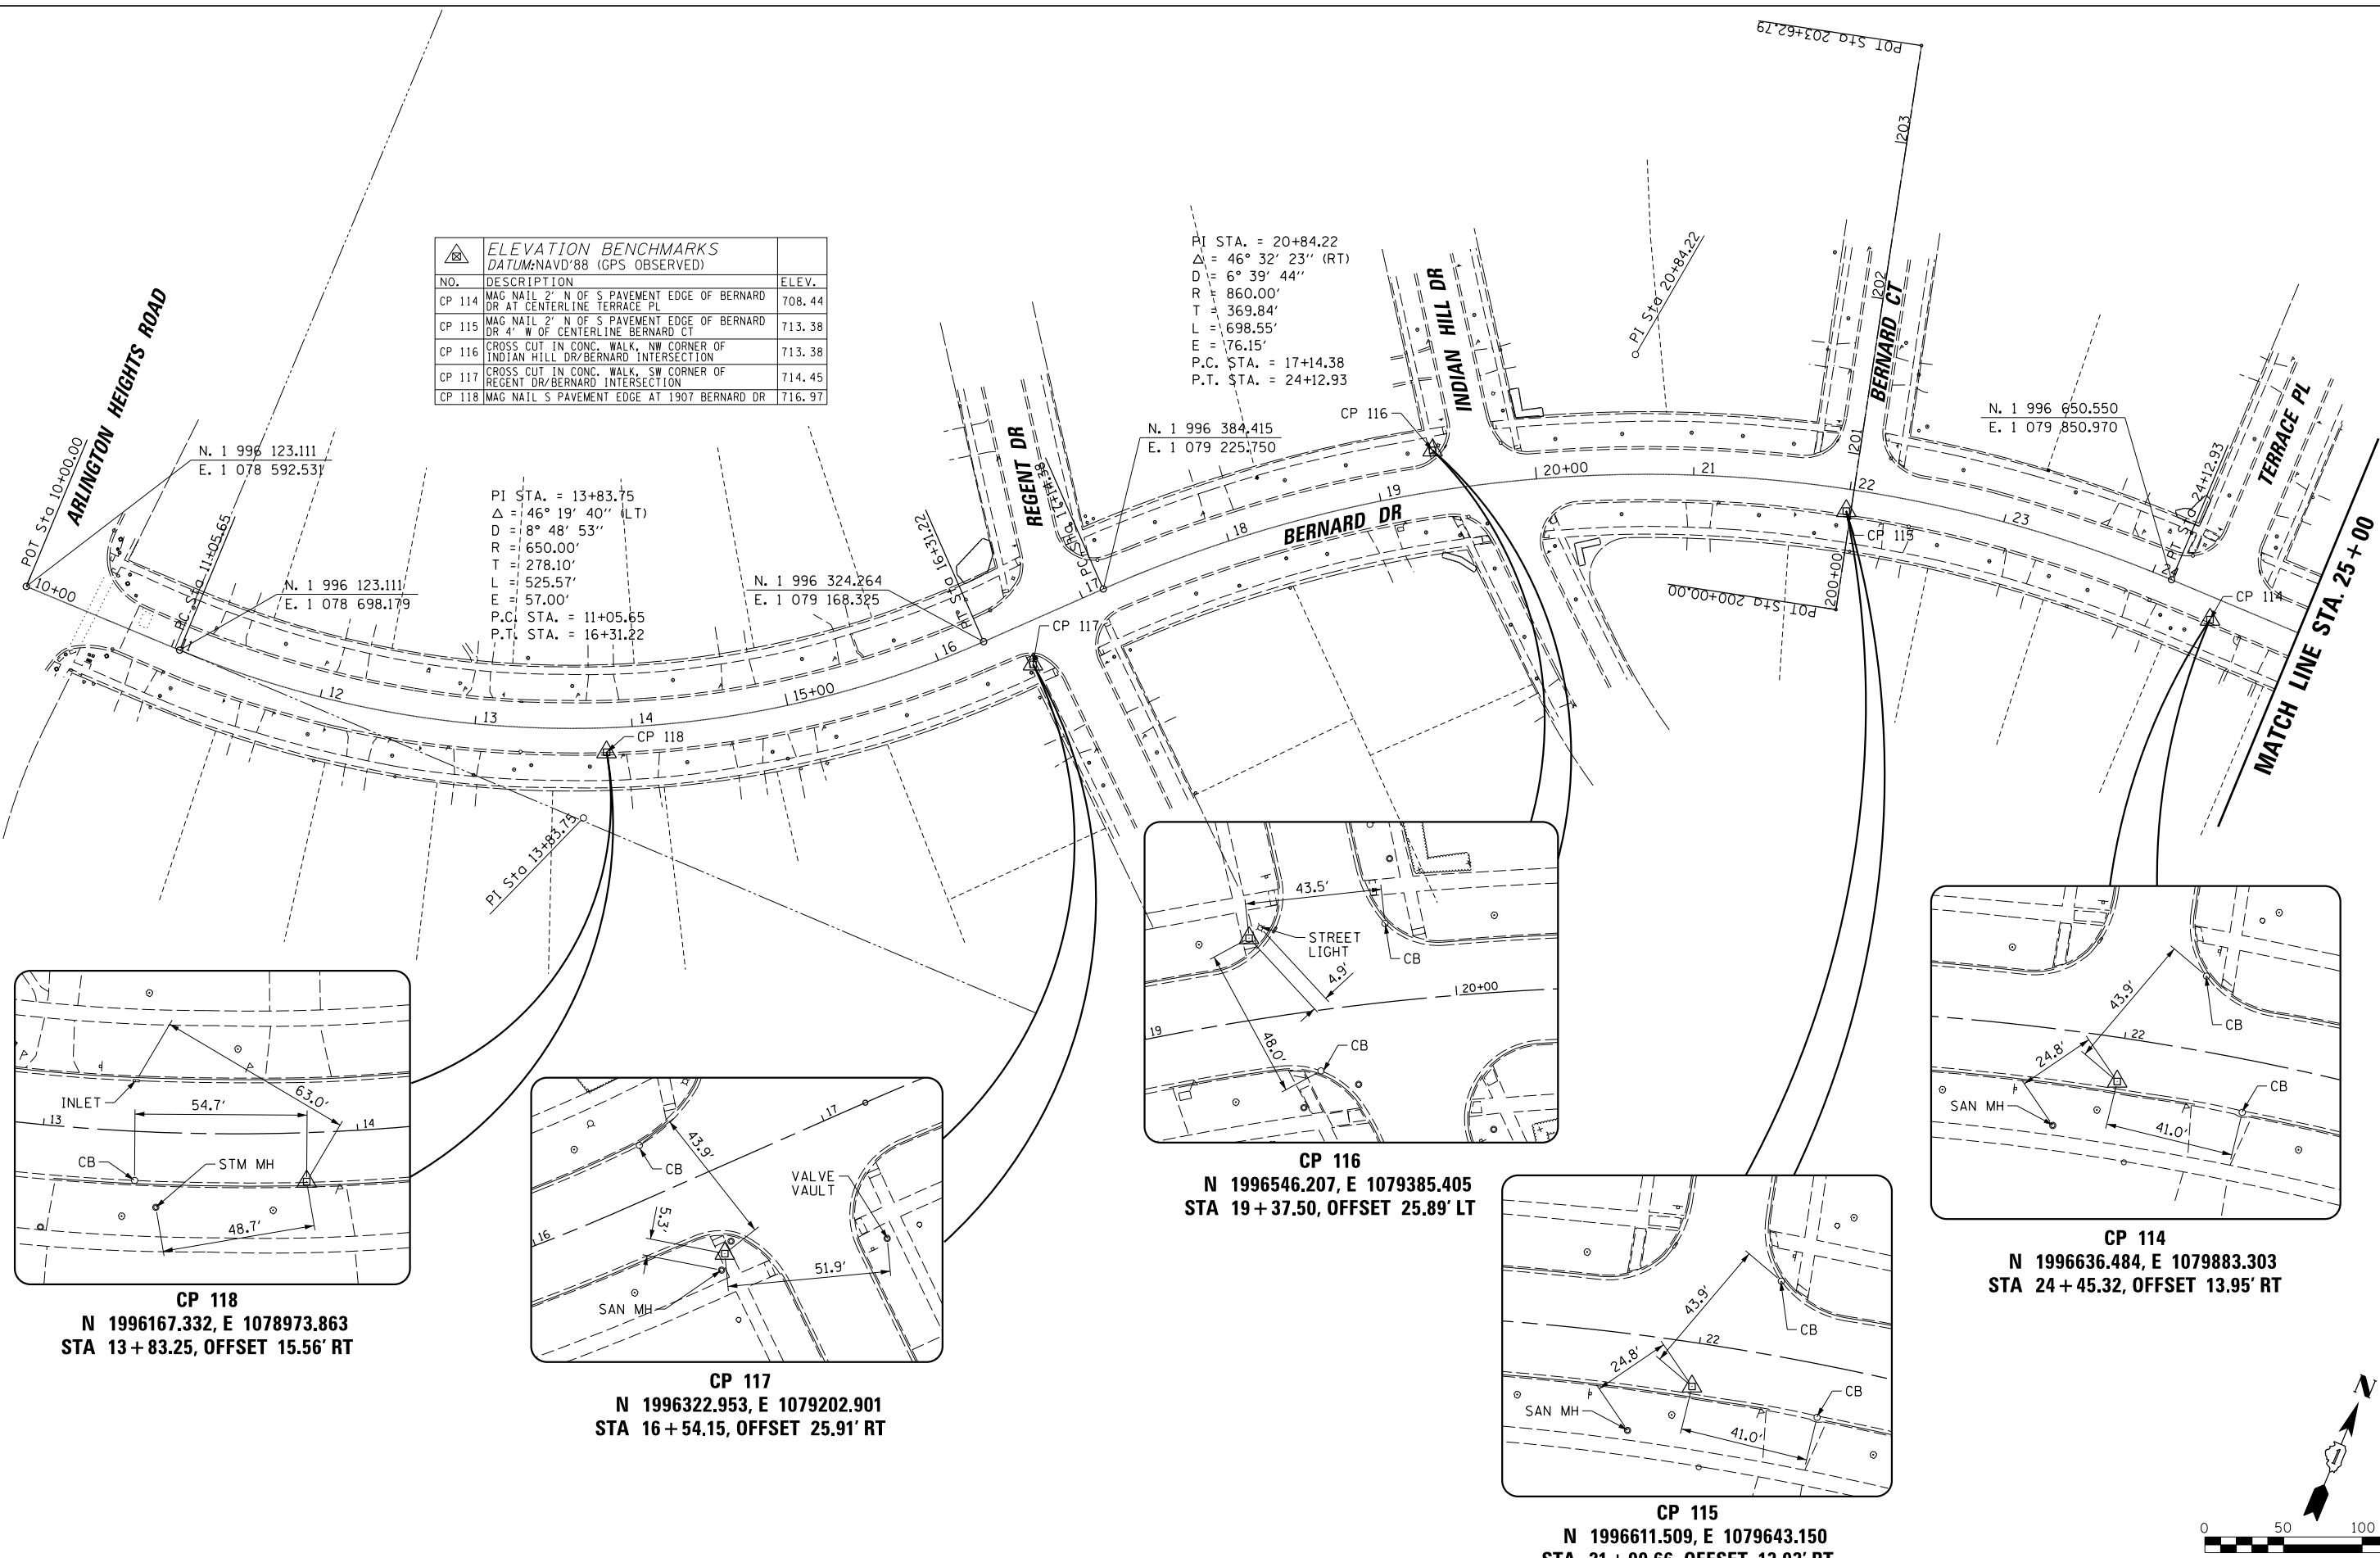 POT Sta 203+62.79
203
202
201
200+00
POT Sta 200+00.00
ELEVATION BENCHMARKS
DATUM:NAVD'88 (GPS OBSERVED)
NO. DESCRIPTION ELEV.
CP 114 MAG NAIL 2' N OF S PAVEMENT EDGE OF BERNARD DR AT CENTERLINE TERRACE PL 708.44
CP 115 MAG NAIL 2' N OF S PAVEMENT EDGE OF BERNARD DR 4' W OF CENTERLINE BERNARD CT 713.38
CP 116 CROSS CUT IN CONC. WALK, NW CORNER OF INDIAN HILL DR/BERNARD INTERSECTION 713.38
CP 117 CROSS CUT IN CONC. WALK, SW CORNER OF REGENT DR/BERNARD INTERSECTION 714.45
CP 118 MAG NAIL S PAVEMENT EDGE AT 1907 BERNARD DR 716.97
PI STA. = 20+84.22
Δ = 46° 32' 23'' (RT)
D = 6° 39' 44''
R = 860.00'
T = 369.84'
L = 698.55'
E = 76.15'
P.C. STA. = 17+14.38
P.T. STA. = 24+12.93
ARLINGTON HEIGHTS ROAD
POT Sta 10+00.00
10+00
N. 1 996 123.111
E. 1 078 592.531
PC Sta 11+05.65
11
N. 1 996 123.111
E. 1 078 698.179
PI STA. = 13+83.75
Δ = 46° 19' 40'' (LT)
D = 8° 48' 53''
R = 650.00'
T = 278.10'
L = 525.57'
E = 57.00'
P.C. STA. = 11+05.65
P.T. STA. = 16+31.22
N. 1 996 324.264
E. 1 079 168.325
PT Sta 16+31.22
REGENT DR
PC Sta 17+14.38
N. 1 996 384.415
E. 1 079 225.750
CP 116
INDIAN HILL DR
PI Sta 20+84.22
BERNARD CT
N. 1 996 650.550
E. 1 079 850.970
PT Sta 24+12.93
TERRACE PL
MATCH LINE STA. 25+00
BERNARD DR
12
13
14
15+00
16
17
18
19
20+00
21
22
23
24
CP 118
CP 117
CP 115
CP 114
PI Sta 13+83.75
INLET
54.7'
63.0'
13
14
CB
STM MH
48.7'
CP 118
N 1996167.332, E 1078973.863
STA 13+83.25, OFFSET 15.56' RT
17
43.9'
CB
VALVE
VAULT
5.3'
16
51.9'
SAN MH
CP 117
N 1996322.953, E 1079202.901
STA 16+54.15, OFFSET 25.91' RT
43.5'
STREET
LIGHT
CB
4.9'
20+00
19
48.0'
CB
CP 116
N 1996546.207, E 1079385.405
STA 19+37.50, OFFSET 25.89' LT
43.9'
CB
22
24.8'
CB
SAN MH
41.0'
CP 115
N 1996611.509, E 1079643.150
43.9'
CB
22
24.8'
CB
SAN MH
41.0'
CP 114
N 1996636.484, E 1079883.303
STA 24+45.32, OFFSET 13.95' RT
N
0 50 100